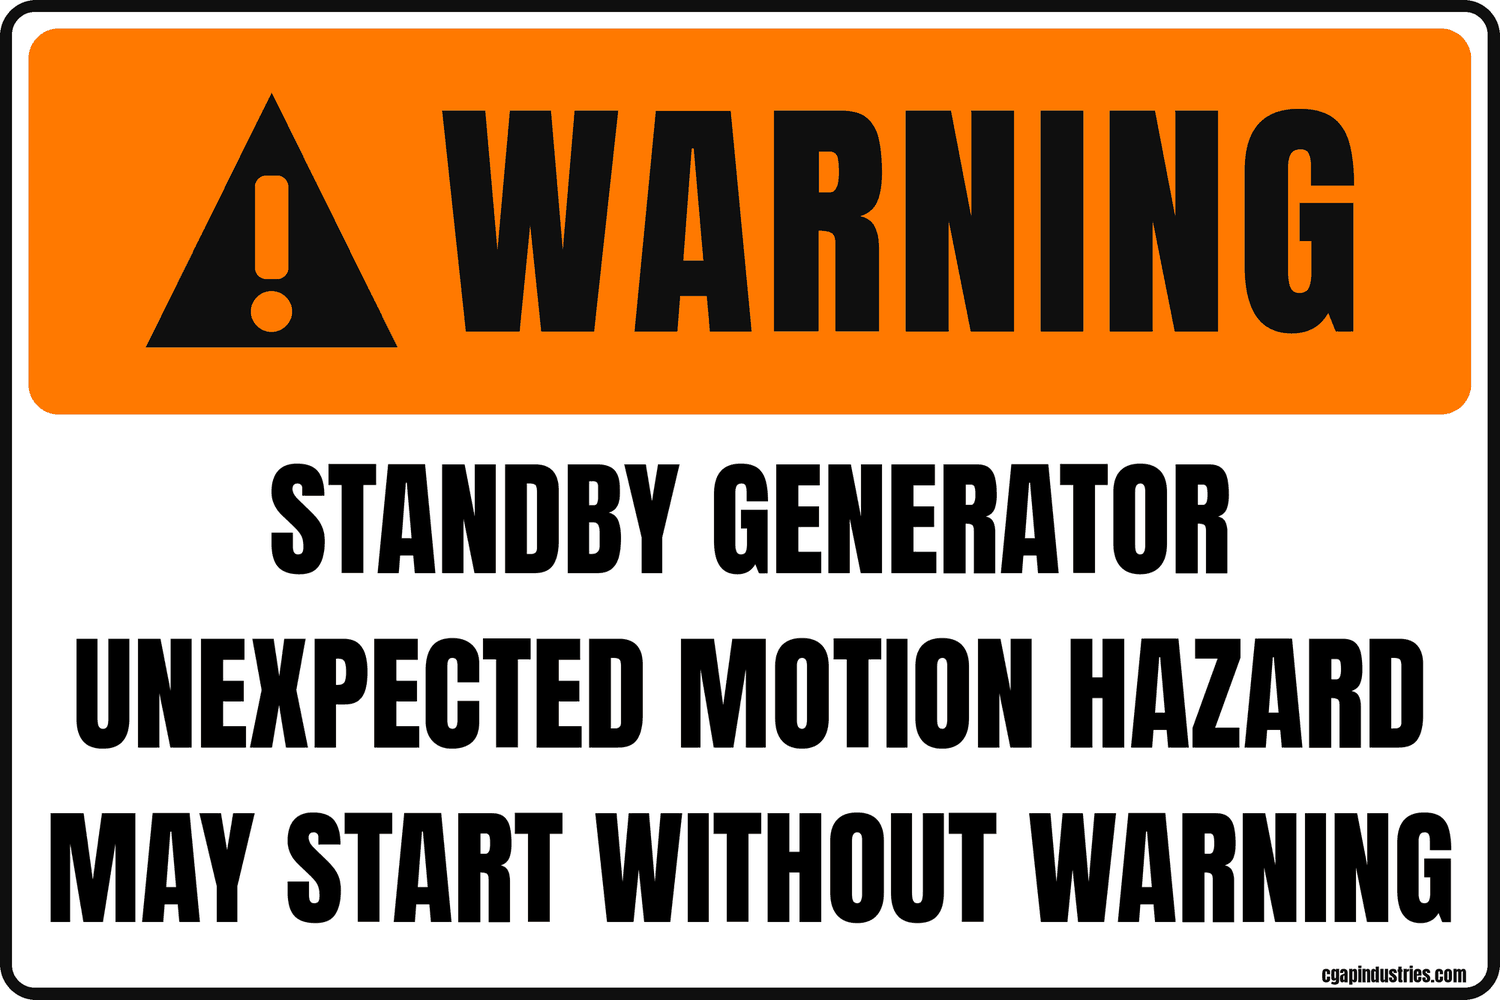 WARNING
STANDBY GENERATOR
UNEXPECTED MOTION HAZARD
MAY START WITHOUT WARNING
cgapindustries.com